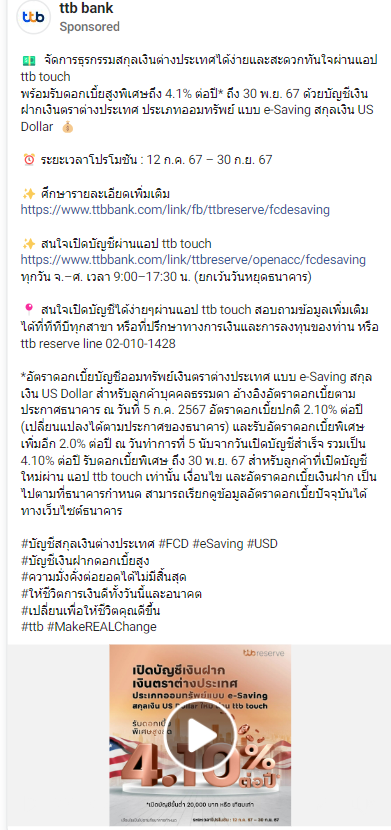 ttb
ttb bank
Sponsored
💵 จัดการธุรกรรมสกุลเงินต่างประเทศได้ง่ายและสะดวกทันใจผ่านแอป
ttb touch
พร้อมรับดอกเบี้ยสูงพิเศษถึง 4.1% ต่อปี* ถึง 30 พ.ย. 67 ด้วยบัญชีเงิน
ฝากเงินตราต่างประเทศ ประเภทออมทรัพย์ แบบ e-Saving สกุลเงิน US
Dollar 💰
⏰ ระยะเวลาโปรโมชัน : 12 ก.ค. 67 – 30 ก.ย. 67
✨ ศึกษารายละเอียดเพิ่มเติม
https://www.ttbbank.com/link/fb/ttbreserve/fcdesaving
✨ สนใจเปิดบัญชีผ่านแอป ttb touch
https://www.ttbbank.com/link/ttbreserve/openacc/fcdesaving
ทุกวัน จ.–ศ. เวลา 9:00–17:30 น. (ยกเว้นวันหยุดธนาคาร)
📍 สนใจเปิดบัญชีได้ง่ายๆผ่านแอป ttb touch สอบถามข้อมูลเพิ่มเติม
ได้ที่ทีทีบีทุกสาขา หรือที่ปรึกษาทางการเงินและการลงทุนของท่าน หรือ
ttb reserve line 02-010-1428
*อัตราดอกเบี้ยบัญชีออมทรัพย์เงินตราต่างประเทศ แบบ e-Saving สกุล
เงิน US Dollar สำหรับลูกค้าบุคคลธรรมดา อ้างอิงอัตราดอกเบี้ยตาม
ประกาศธนาคาร ณ วันที่ 5 ก.ค. 2567 อัตราดอกเบี้ยปกติ 2.10% ต่อปี
(เปลี่ยนแปลงได้ตามประกาศของธนาคาร) และรับอัตราดอกเบี้ยพิเศษ
เพิ่มอีก 2.0% ต่อปี ณ วันทำการที่ 5 นับจากวันเปิดบัญชีสำเร็จ รวมเป็น
4.10% ต่อปี รับดอกเบี้ยพิเศษ ถึง 30 พ.ย. 67 สำหรับลูกค้าที่เปิดบัญชี
ใหม่ผ่าน แอป ttb touch เท่านั้น เงื่อนไข และอัตราดอกเบี้ยเงินฝาก เป็น
ไปตามที่ธนาคารกำหนด สามารถเรียกดูข้อมูลอัตราดอกเบี้ยปัจจุบันได้
ทางเว็บไซต์ธนาคาร
#บัญชีสกุลเงินต่างประเทศ #FCD #eSaving #USD
#บัญชีเงินฝากดอกเบี้ยสูง
#ความมั่งคั่งต่อยอดได้ไม่มีสิ้นสุด
#ให้ชีวิตการเงินดีทั้งวันนี้และอนาคต
#เปลี่ยนเพื่อให้ชีวิตคุณดีขึ้น
#ttb #MakeREALChange
ttb reserve
เปิดบัญชีเงินฝาก
เงินตราต่างประเทศ
ประเภทออมทรัพย์แบบ e-Saving
สกุลเงิน US Dollar ใหม่ ผ่าน ttb touch
รับดอกเบี้ย
พิเศษสูงสุด
4.10%
ต่อปี
*เปิดบัญชีขั้นต่ำ 20,000 บาท หรือ เทียบเท่า
12 ก.ค. 67 - 30 ก.ย. 67